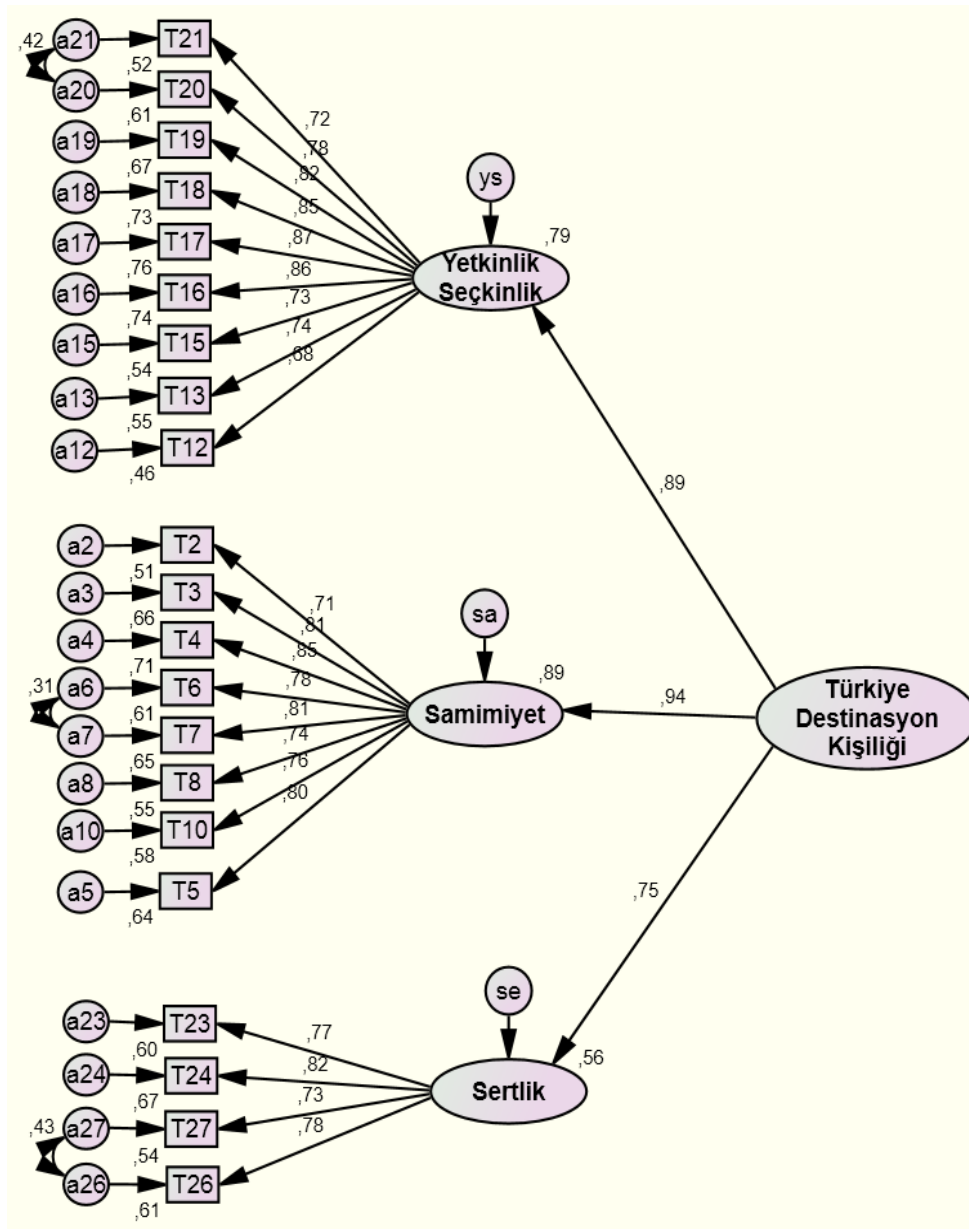 ,42
a21
T21
,52
a20
T20
,61
a19
T19
,67
a18
T18
,73
a17
T17
,76
a16
T16
,74
a15
T15
,54
a13
T13
,55
a12
T12
,46
,72
,78
,82
,85
,87
,86
,73
,74
,68
ys
,79
Yetkinlik
Seçkinlik
,89
a2
T2
,51
a3
T3
,66
a4
T4
,71
,31
a6
T6
,61
a7
T7
,65
a8
T8
,55
a10
T10
,58
a5
T5
,64
,71
,81
,85
,78
,81
,74
,76
,80
sa
,89
Samimiyet
,94
Türkiye
Destinasyon
Kişiliği
,75
a23
T23
,60
a24
T24
,67
,43
a27
T27
,54
a26
T26
,61
,77
,82
,73
,78
se
,56
Sertlik